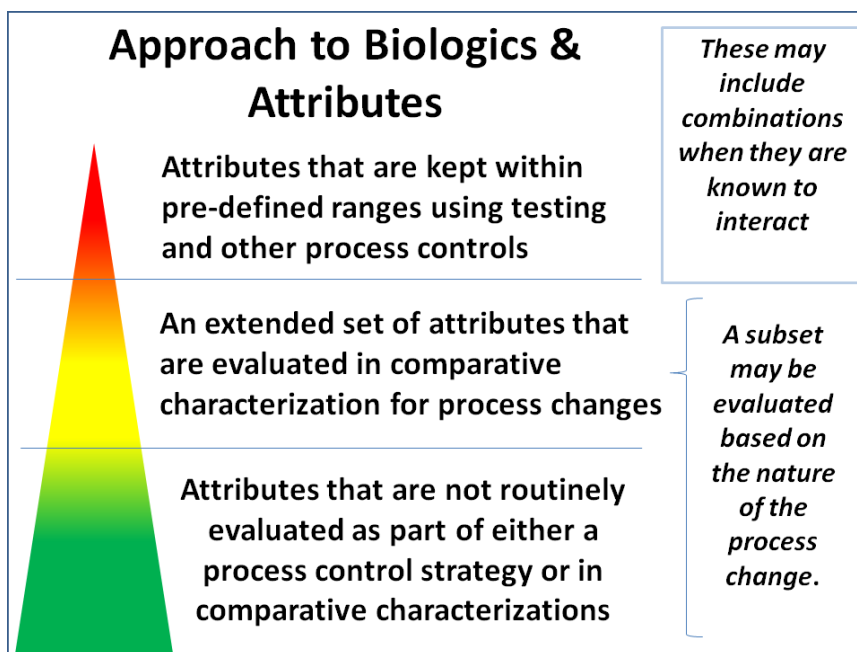 Approach to Biologics &
Attributes
Attributes that are kept within
pre-defined ranges using testing
and other process controls
These may
include
combinations
when they are
known to
interact
An extended set of attributes that
are evaluated in comparative
characterization for process changes
Attributes that are not routinely
evaluated as part of either a
process control strategy or in
comparative characterizations
A subset
may be
evaluated
based on
the nature
of the
process
change.